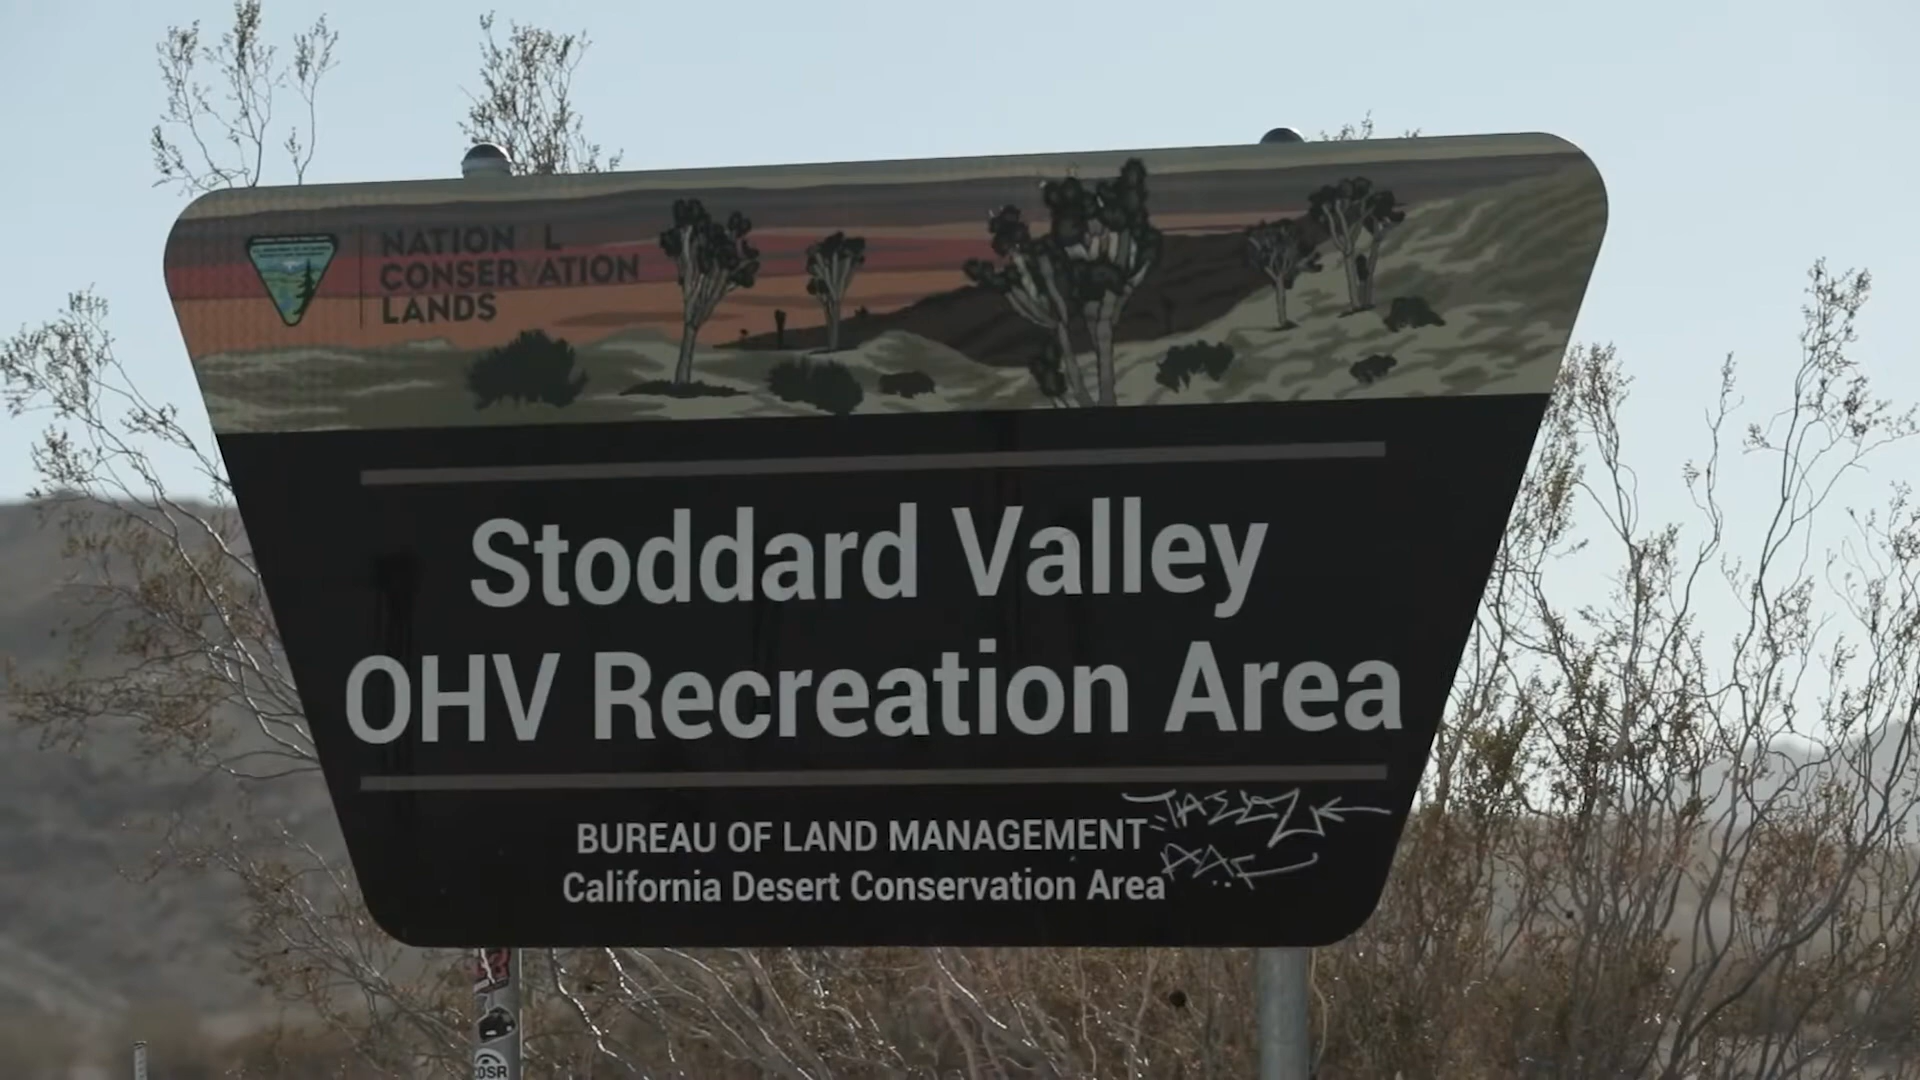 NATION L
CONSERVATION
LANDS
Stoddard Valley
OHV Recreation Area
BUREAU OF LAND MANAGEMENT
California Desert Conservation Area